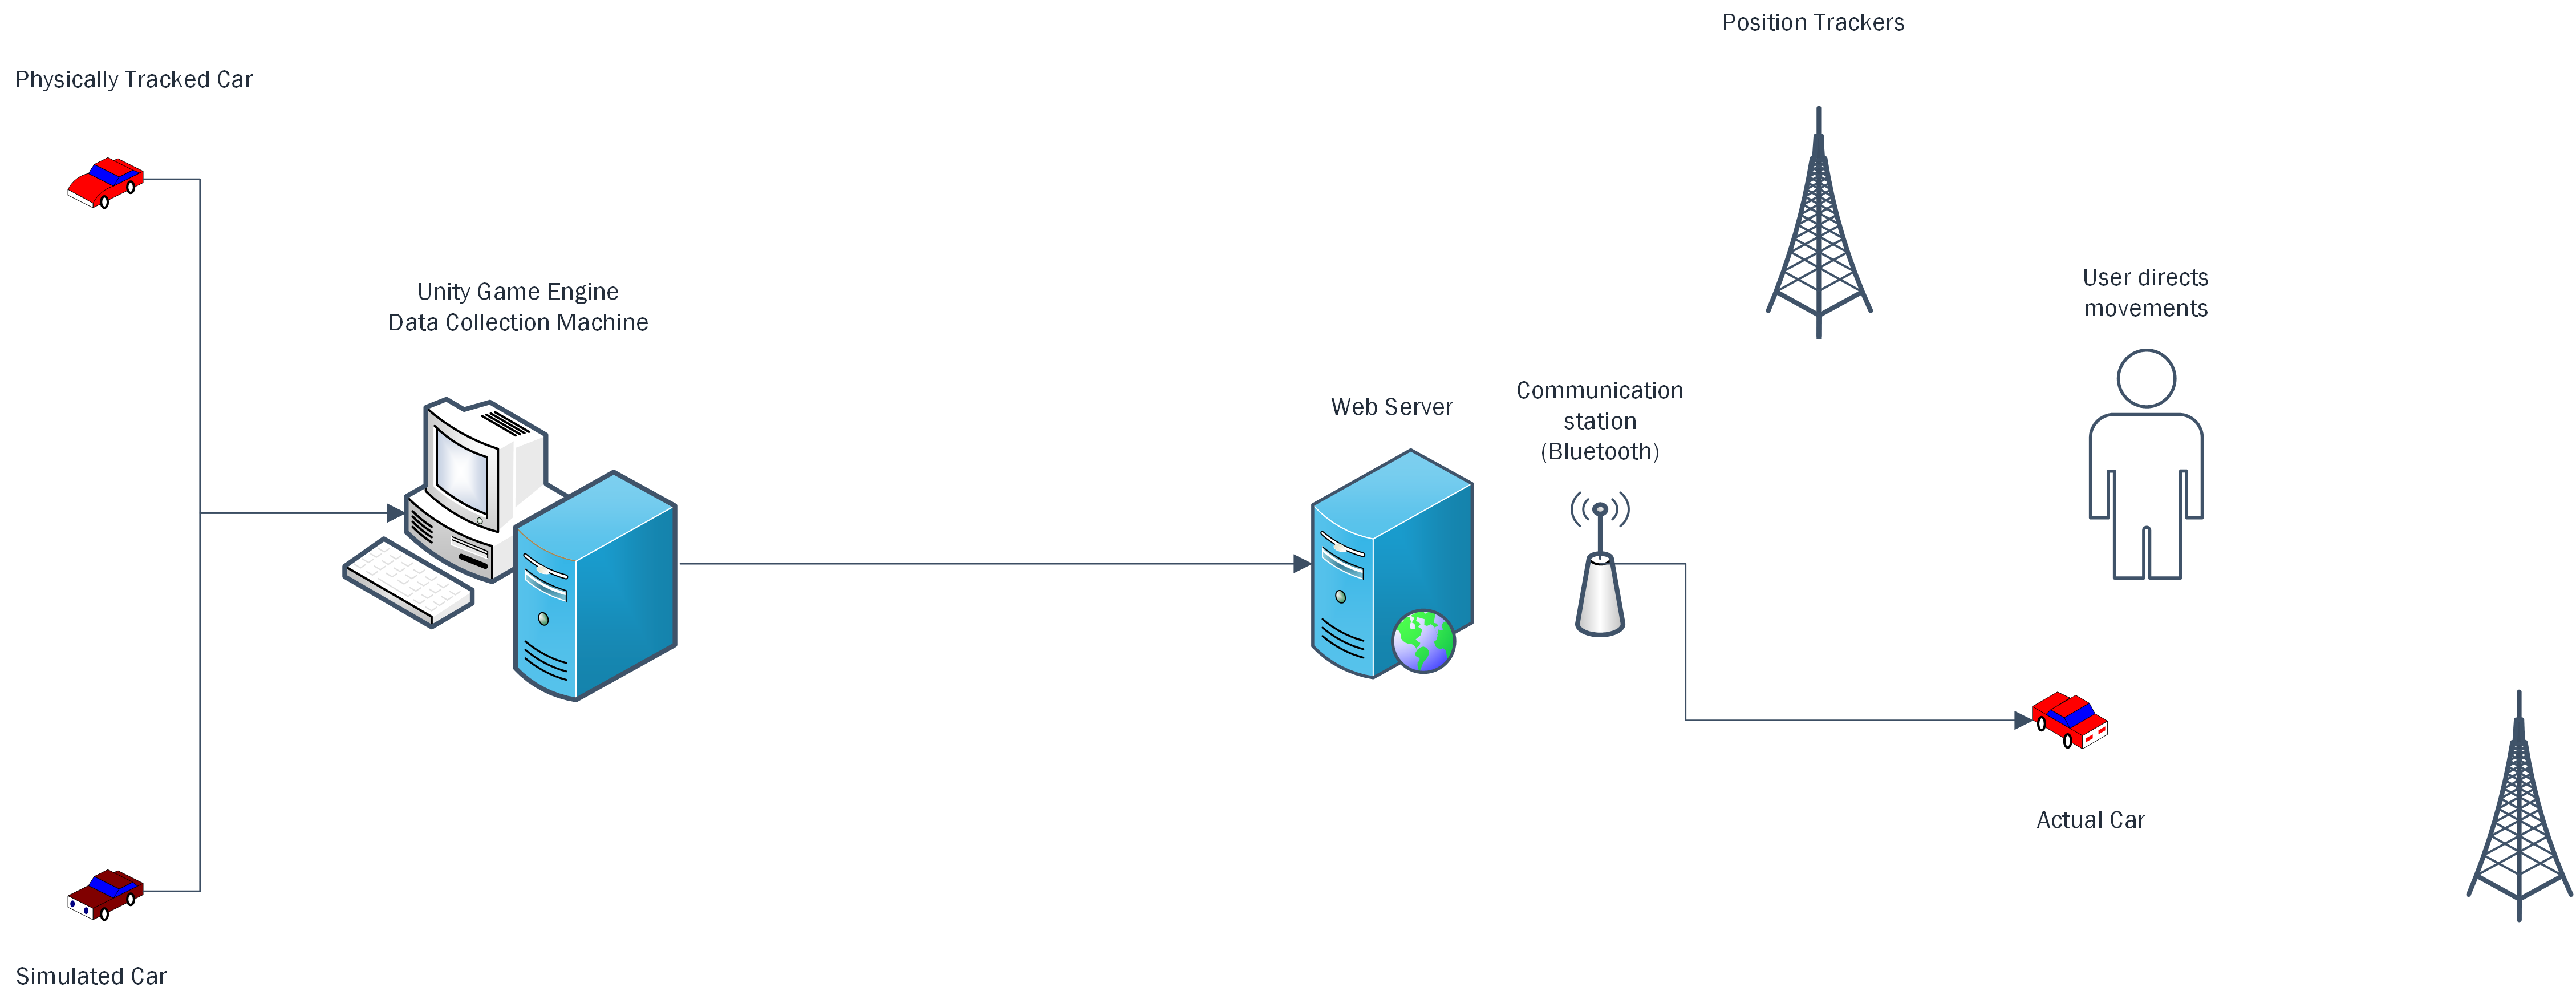 Position Trackers
Physically Tracked Car
Unity Game Engine
Data Collection Machine
User directs
movements
Web Server
Communication
station
(Bluetooth)
Actual Car
Simulated Car